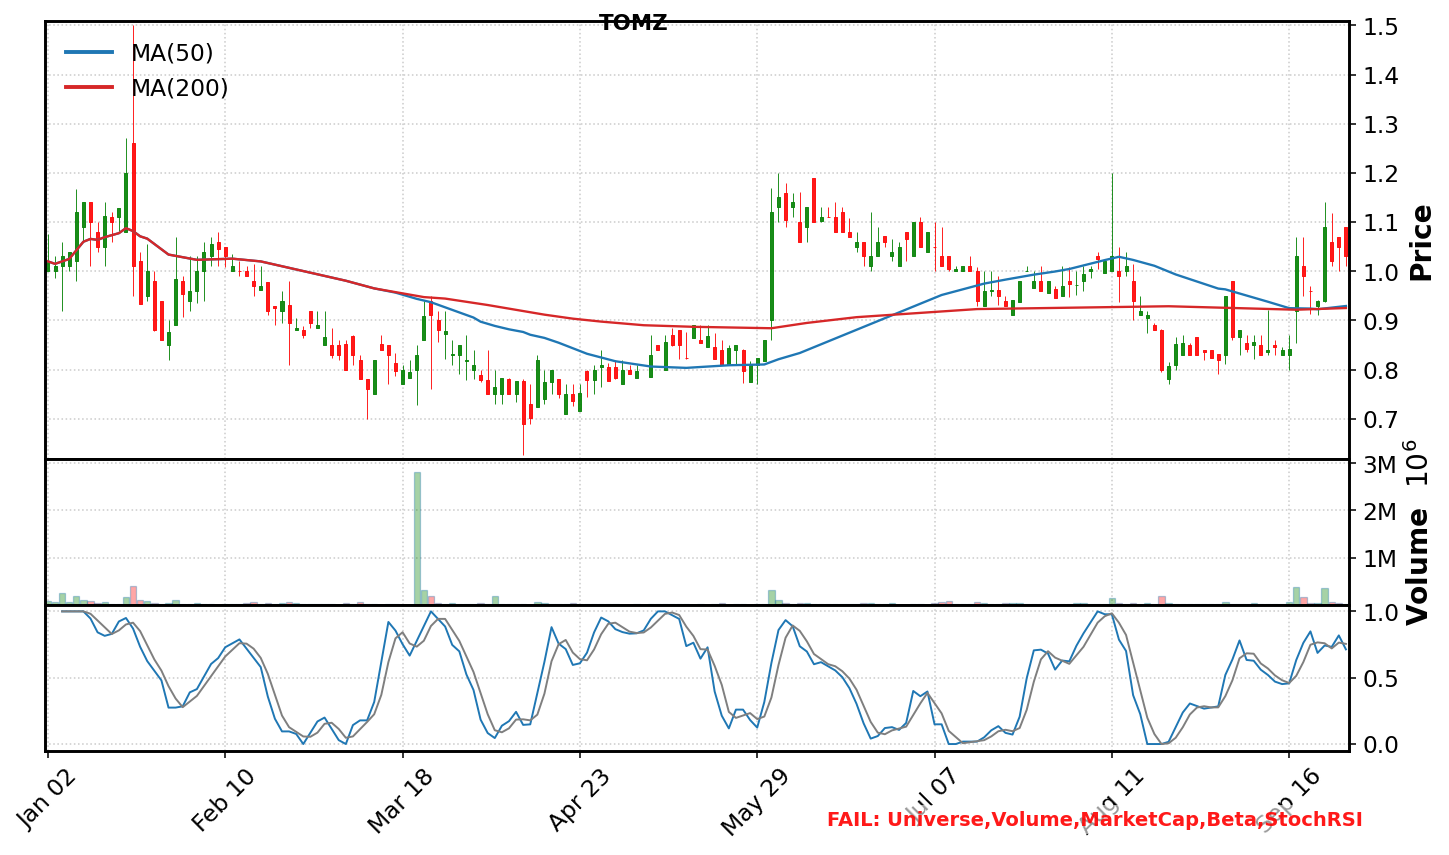 TOMZ
MA(50)
MA(200)
1.5
1.4
1.3
1.2
1.1
1.0
0.9
0.8
0.7
Price
3M
2M
1M
Volume 10^6
1.0
0.5
0.0
Jan 02
Feb 10
Mar 18
Apr 23
May 29
Jul 07
Aug 11
Sep 16
FAIL: Universe,Volume,MarketCap,Beta,StochRSI